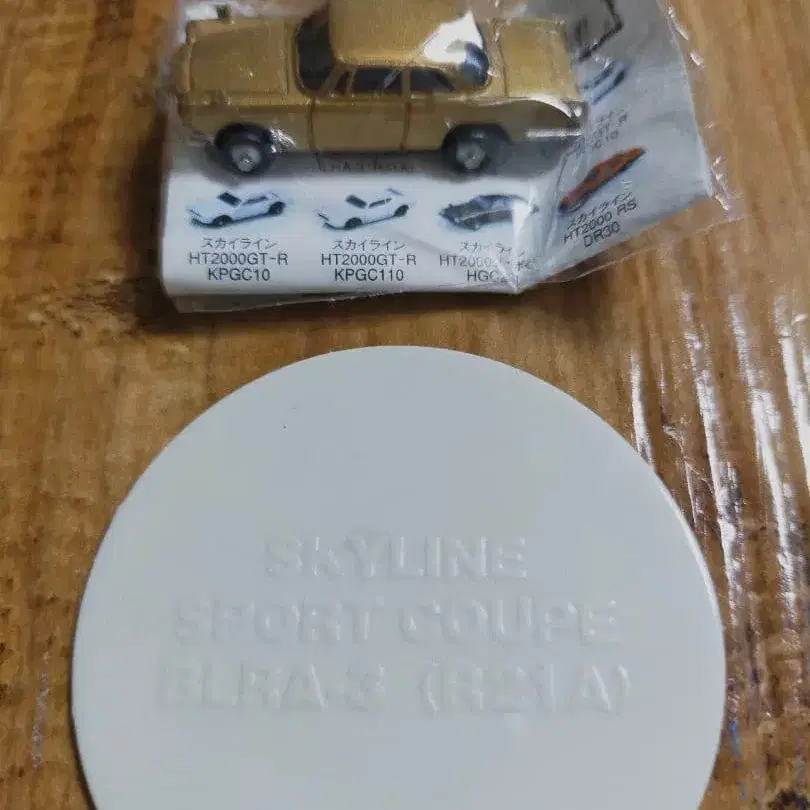 スカイライン
HT2000GT-R
KPGC10
スカイライン
HT2000GT-R
KPGC110
HT2000
スカイライン
HT2000 RS
DR30
SKYLINE
SPORT COUPE
BLRA-3 (R21A)